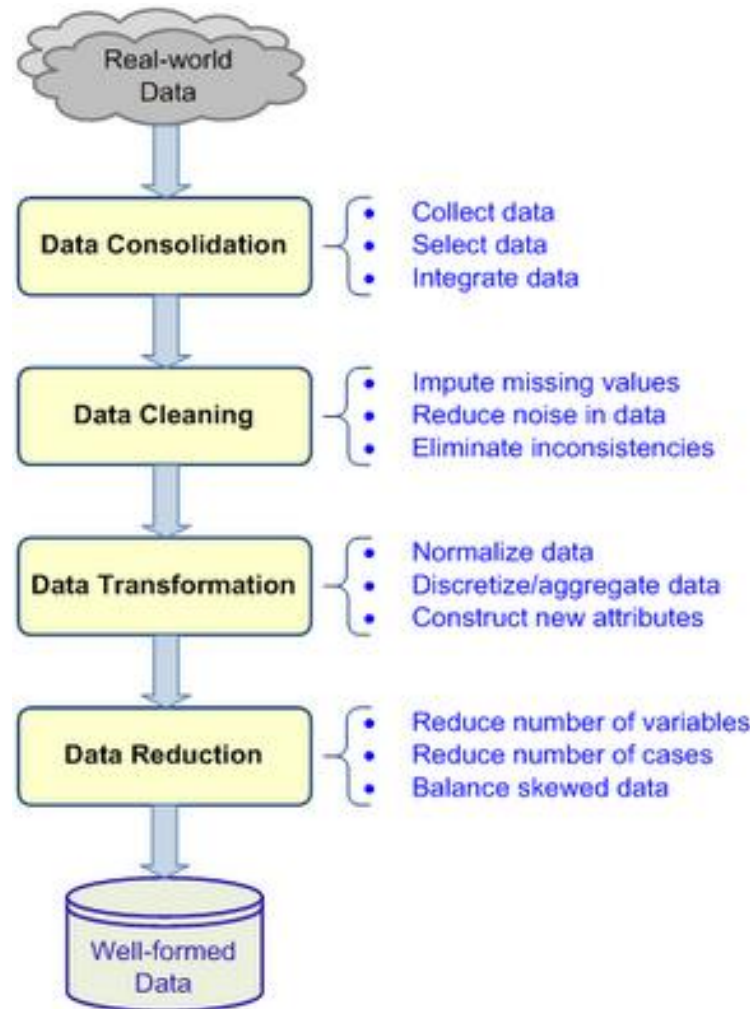 Real-world
Data
Data Consolidation
• Collect data
• Select data
• Integrate data
Data Cleaning
• Impute missing values
• Reduce noise in data
• Eliminate inconsistencies
Data Transformation
• Normalize data
• Discretize/aggregate data
• Construct new attributes
Data Reduction
• Reduce number of variables
• Reduce number of cases
• Balance skewed data
Well-formed
Data